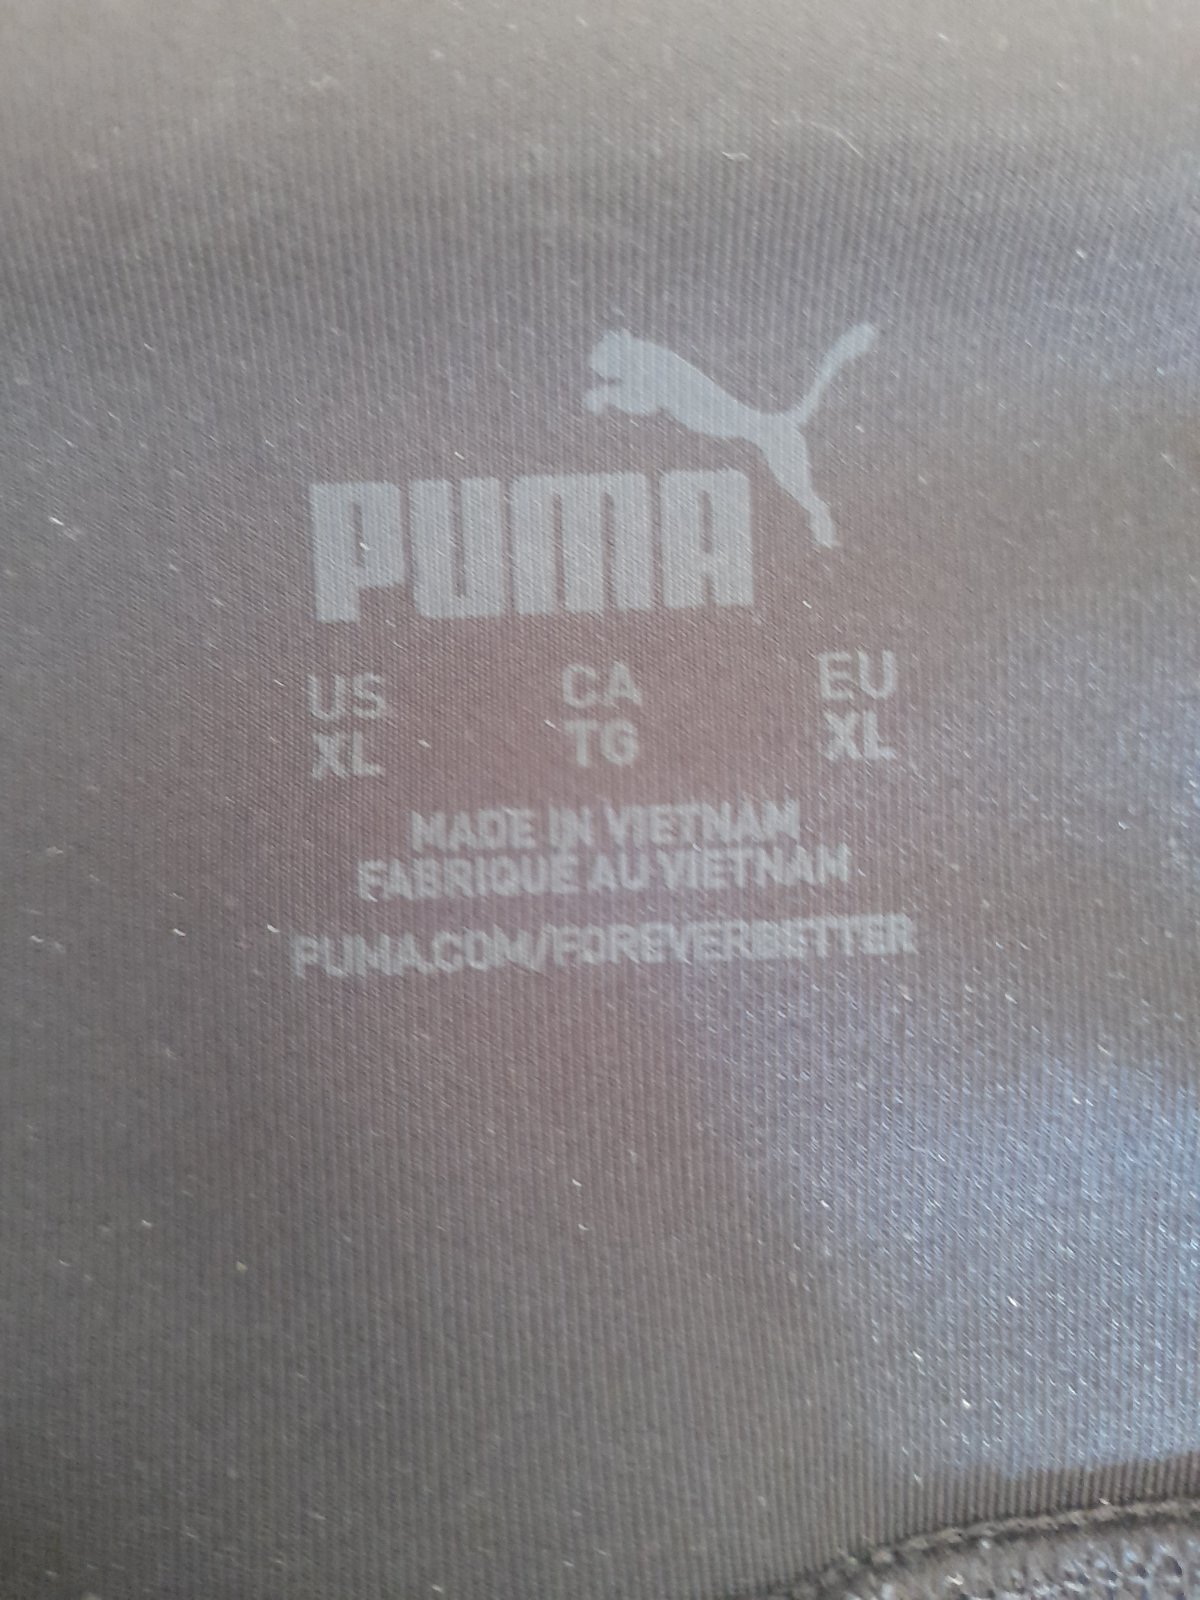 PUMA
US CA EU
XL TG XL
MADE IN VIETNAM
FABRIQUÉ AU VIETNAM
PUMA.COM/FOREVERBETTER